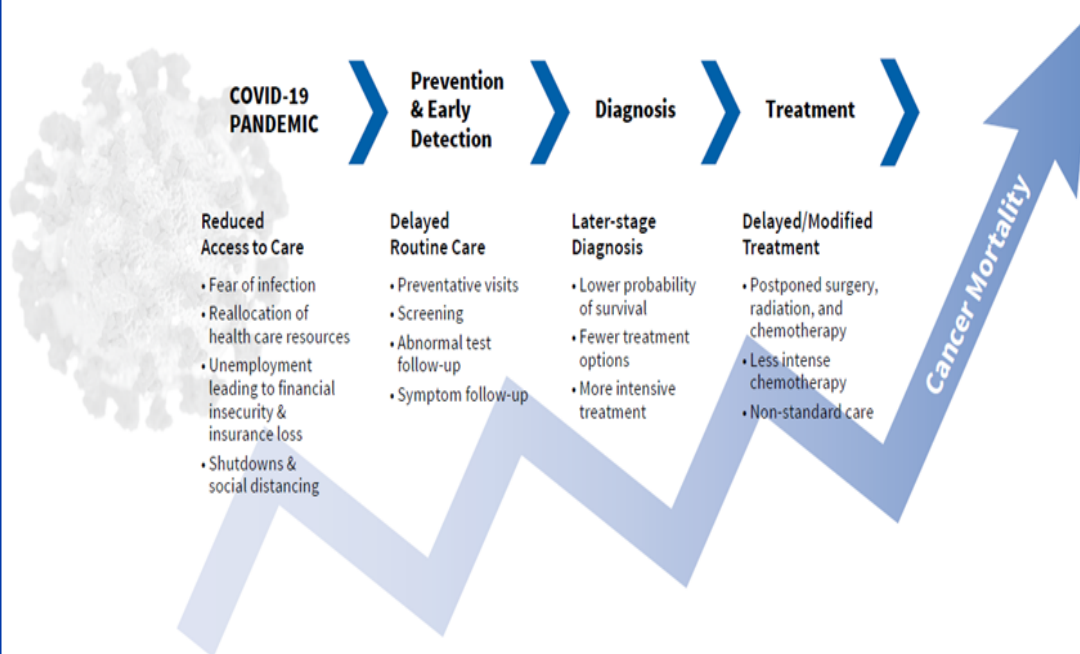 COVID-19
PANDEMIC
Prevention
& Early
Detection
Diagnosis
Treatment
Reduced
Access to Care
• Fear of infection
• Reallocation of
health care resources
• Unemployment
leading to financial
insecurity &
insurance loss
• Shutdowns &
social distancing
Delayed
Routine Care
• Preventative visits
• Screening
• Abnormal test
follow-up
• Symptom follow-up
Later-stage
Diagnosis
• Lower probability
of survival
• Fewer treatment
options
• More intensive
treatment
Delayed/Modified
Treatment
• Postponed surgery,
radiation, and
chemotherapy
• Less intense
chemotherapy
• Non-standard care
Cancer Mortality